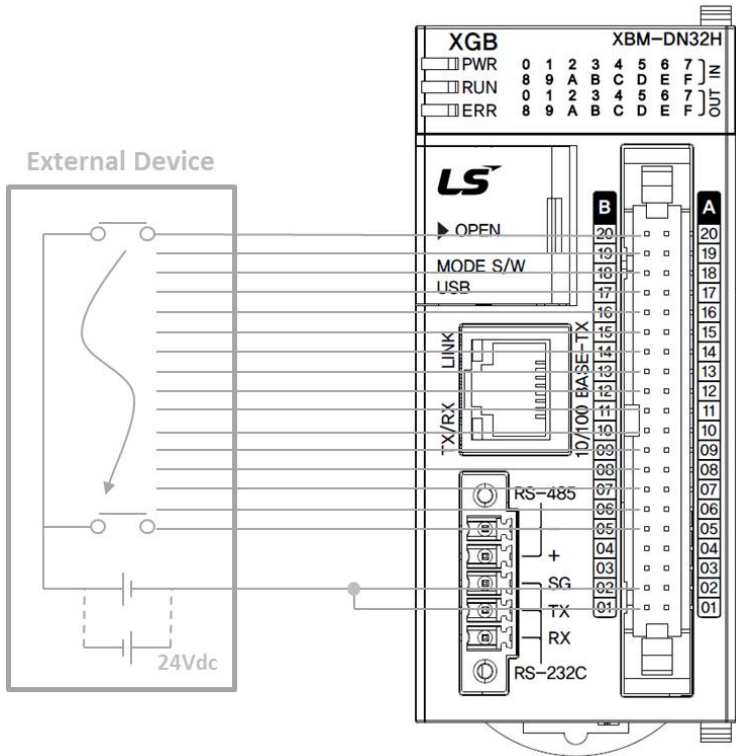 XGB XBM-DN32H
PWR
RUN
ERR
0 1 2 3 4 5 6 7
8 9 A B C D E F
IN
0 1 2 3 4 5 6 7
8 9 A B C D E F
OUT
External Device
24Vdc
LS
OPEN
MODE S/W
USB
LINK
TX/RX
10/100 BASE-TX
RS-485
+
SG
TX
RX
RS-232C
B A
20 20
19 19
18 18
17 17
16 16
15 15
14 14
13 13
12 12
11 11
10 10
09 09
08 08
07 07
06 06
05 05
04 04
03 03
02 02
01 01